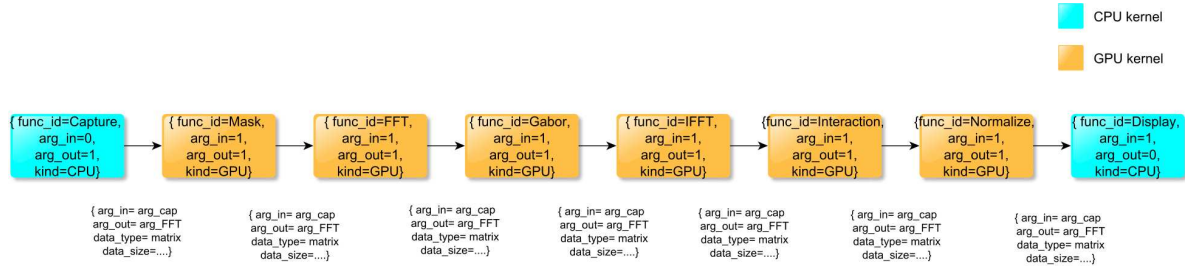 CPU kernel
GPU kernel
{ func_id=Capture,
arg_in=0,
arg_out=1,
kind=CPU}
{ func_id=Mask,
arg_in=1,
arg_out=1,
kind=GPU}
{ func_id=FFT,
arg_in=1,
arg_out=1,
kind=GPU}
{ func_id=Gabor,
arg_in=1,
arg_out=1,
kind=GPU}
{ func_id=IFFT,
arg_in=1,
arg_out=1,
kind=GPU}
{func_id=Interaction,
arg_in=1,
arg_out=1,
kind=GPU}
{func_id=Normalize,
arg_in=1,
arg_out=1,
kind=GPU}
{ func_id=Display,
arg_in=1,
arg_out=0,
kind=CPU}
{ arg_in= arg_cap
arg_out= arg_FFT
data_type= matrix
data_size=....}
{ arg_in= arg_cap
arg_out= arg_FFT
data_type= matrix
data_size=....}
{ arg_in= arg_cap
arg_out= arg_FFT
data_type= matrix
data_size=....}
{ arg_in= arg_cap
arg_out= arg_FFT
data_type= matrix
data_size=....}
{ arg_in= arg_cap
arg_out= arg_FFT
data_type= matrix
data_size=....}
{ arg_in= arg_cap
arg_out= arg_FFT
data_type= matrix
data_size=....}
{ arg_in= arg_cap
arg_out= arg_FFT
data_type= matrix
data_size=....}